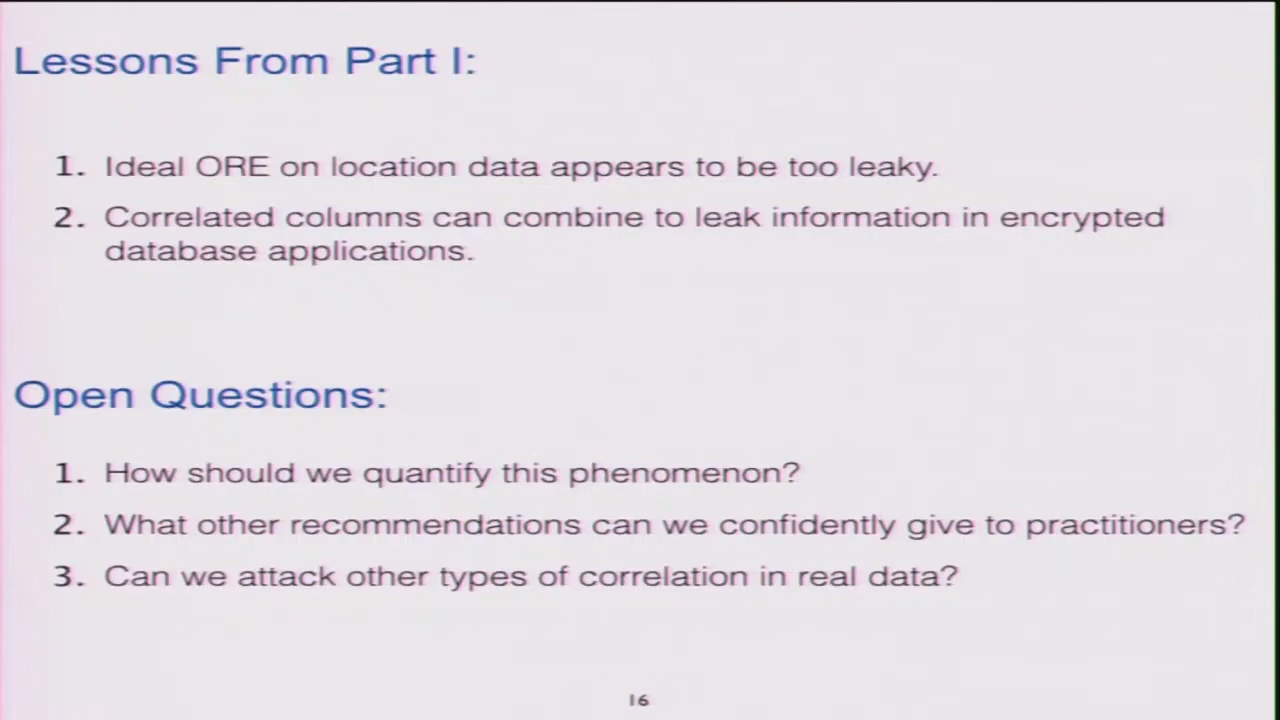 Lessons From Part I:
1. Ideal ORE on location data appears to be too leaky.
2. Correlated columns can combine to leak information in encrypted
database applications.
Open Questions:
1. How should we quantify this phenomenon?
2. What other recommendations can we confidently give to practitioners?
3. Can we attack other types of correlation in real data?
16